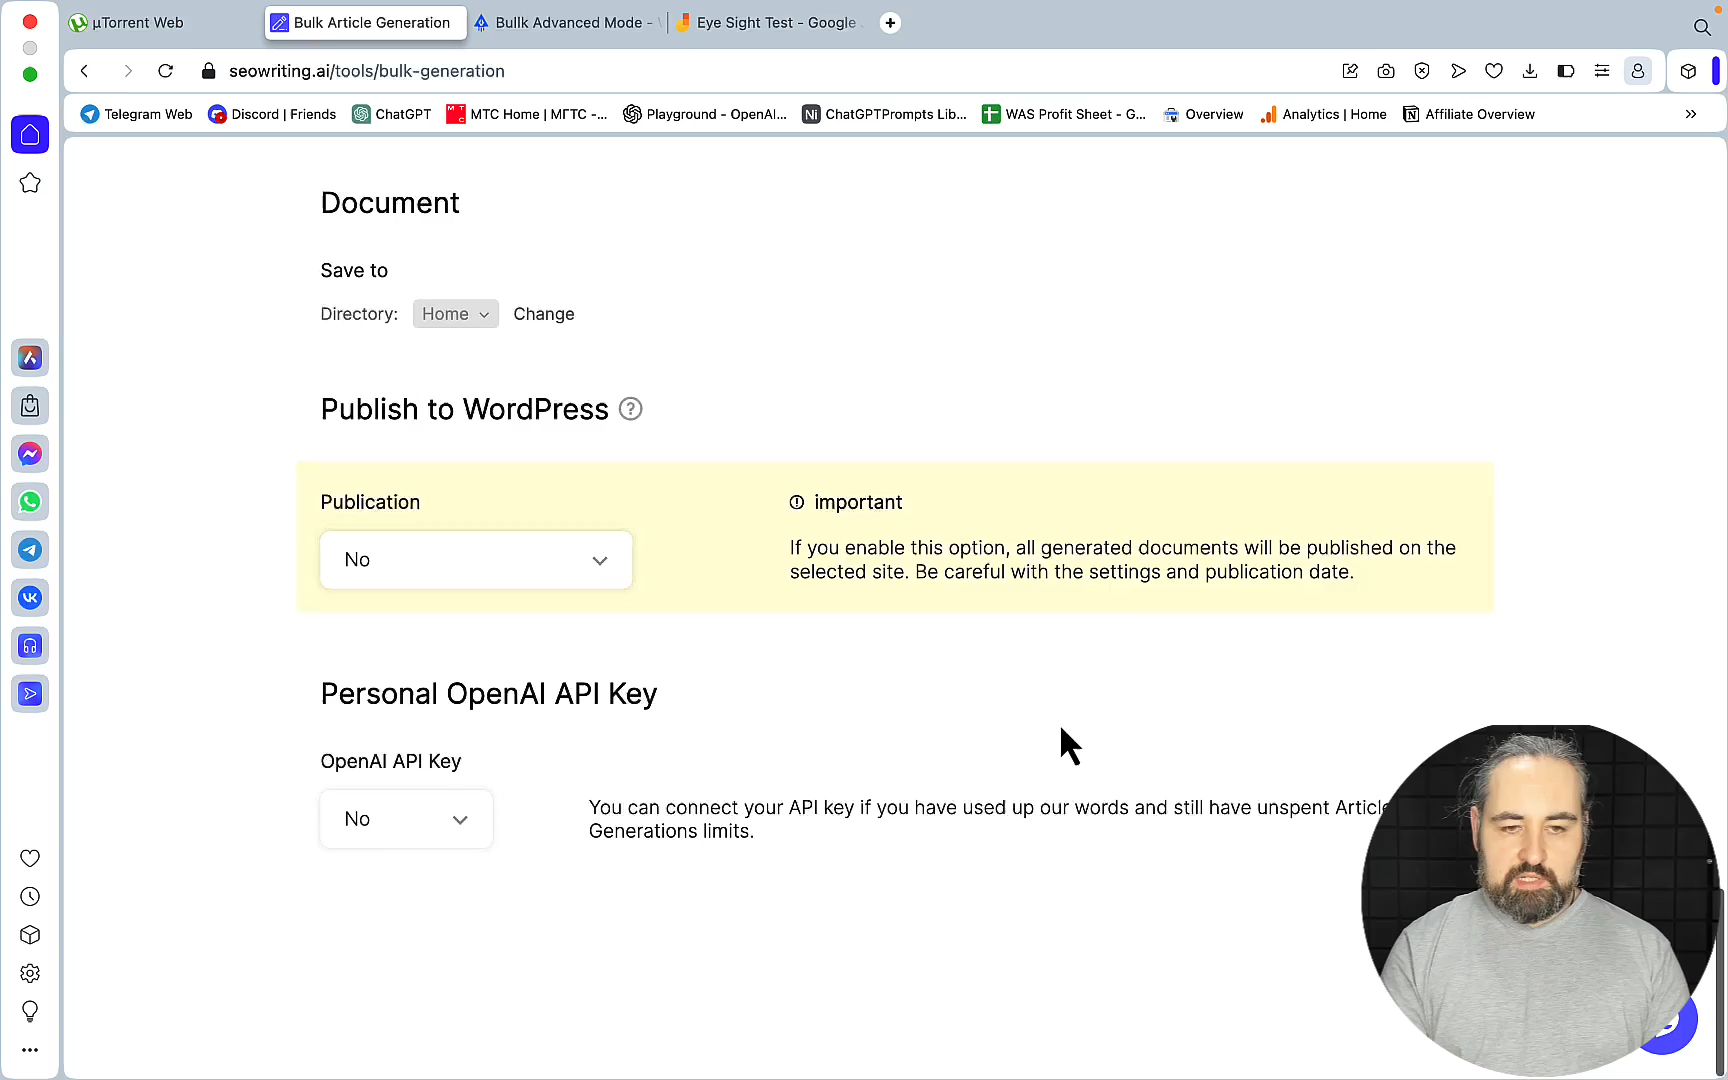 µTorrent Web
Bulk Article Generation
Bullk Advanced Mode -
Eye Sight Test - Google
seowriting.ai/tools/bulk-generation
Telegram Web
Discord | Friends
ChatGPT
МТС Home | МГТС -...
Playground - OpenAI...
Ni ChatGPTPrompts Lib...
WAS Profit Sheet - G...
Overview
Analytics | Home
Affiliate Overview
Document
Save to
Directory: Home Change
Publish to WordPress
Publication
No
important
If you enable this option, all generated documents will be published on the
selected site. Be careful with the settings and publication date.
Personal OpenAI API Key
OpenAI API Key
No
You can connect your API key if you have used up our words and still have unspent Article
Generations limits.